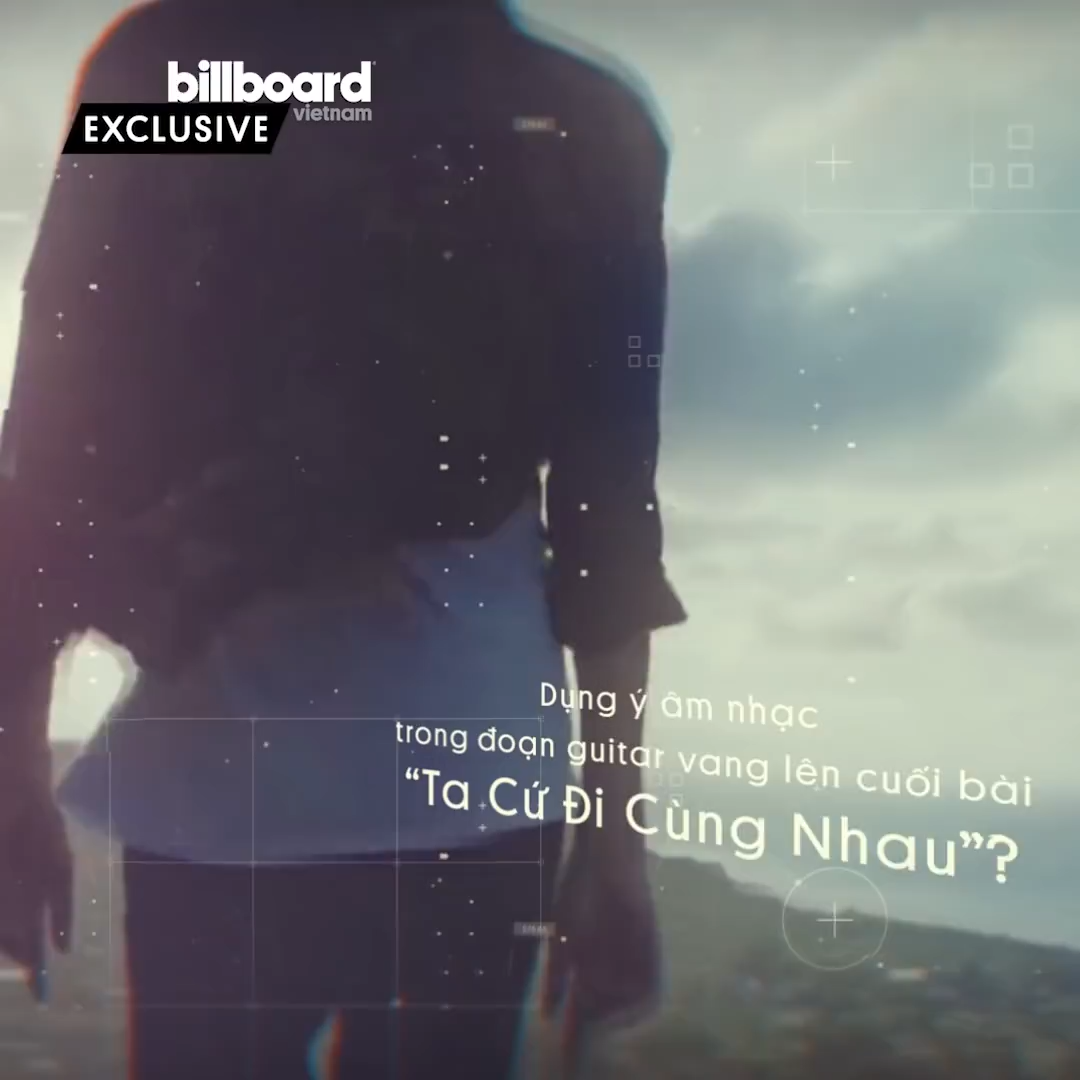 billboard
vietnam
EXCLUSIVE
Dụng ý âm nhạc
trong đoạn guitar vang lên cuối bài
“Ta Cứ Đi Cùng Nhau”?